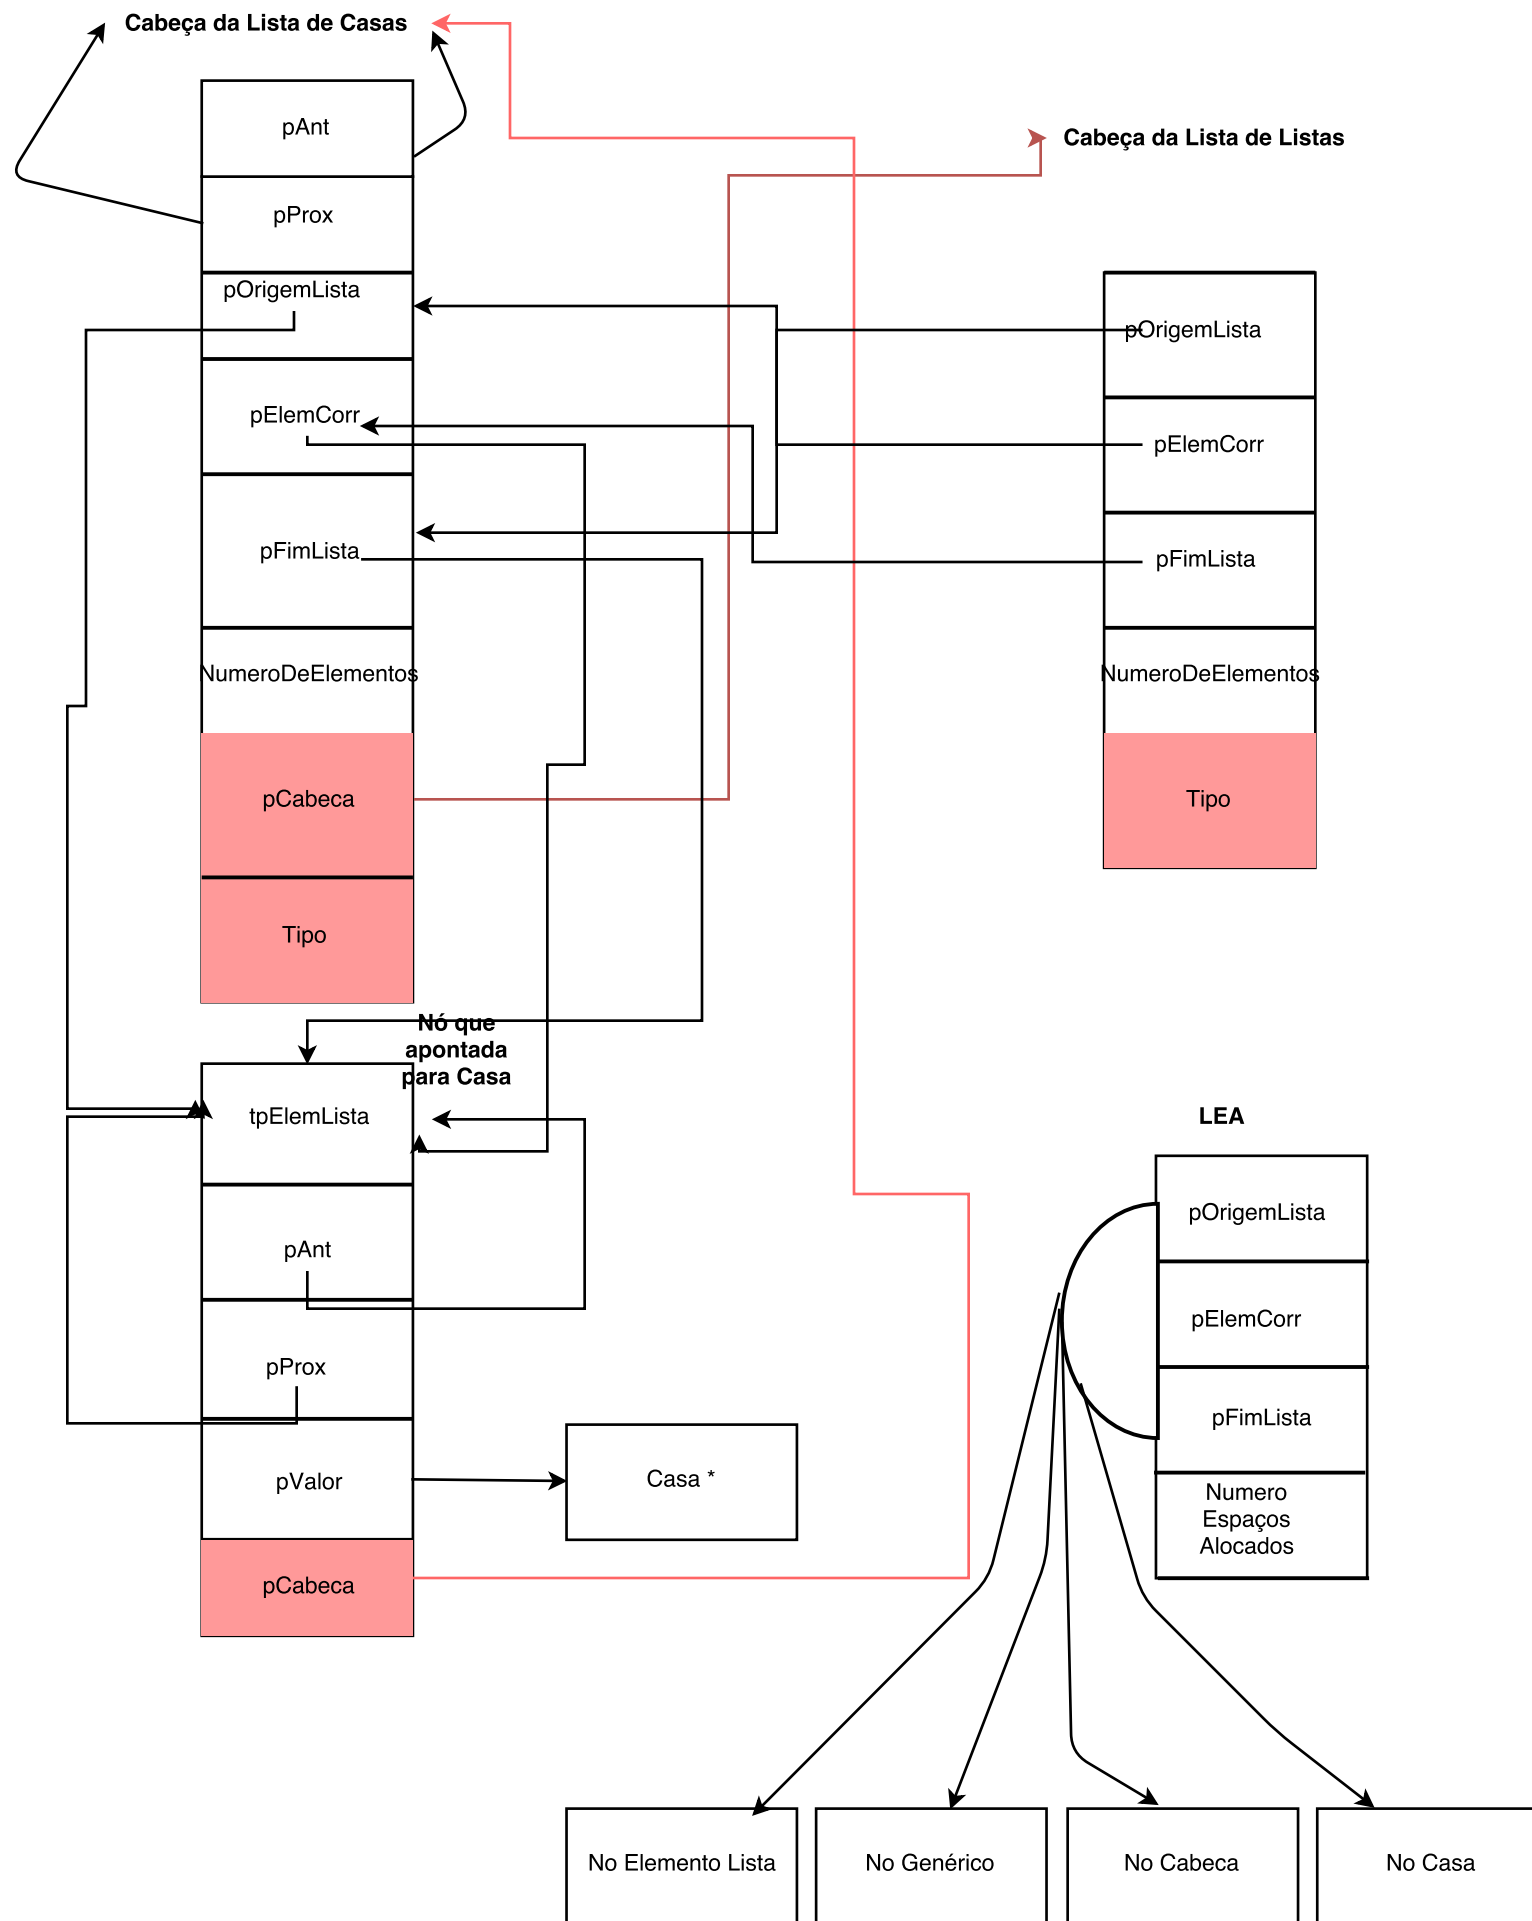 Cabeça da Lista de Casas
pAnt
pProx
pOrigemLista
pElemCorr
pFimLista
NumeroDeElementos
pCabeca
Tipo
Cabeça da Lista de Listas
pOrigemLista
pElemCorr
pFimLista
NumeroDeElementos
Tipo
Nó que
apontada
para Casa
tpElemLista
pAnt
pProx
pValor
pCabeca
Casa *
LEA
pOrigemLista
pElemCorr
pFimLista
Numero
Espaços
Alocados
No Elemento Lista
No Genérico
No Cabeca
No Casa